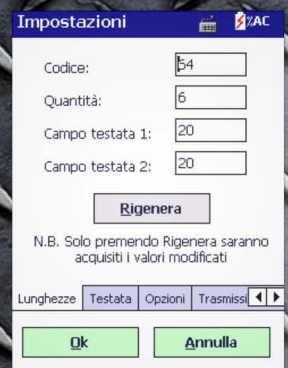 Impostazioni %AC
Codice: 54
Quantità: 6
Campo testata 1: 20
Campo testata 2: 20
Rigenera
N.B. Solo premendo Rigenera saranno
acquisiti i valori modificati
Lunghezze Testata Opzioni Trasmissi
Ok Annulla